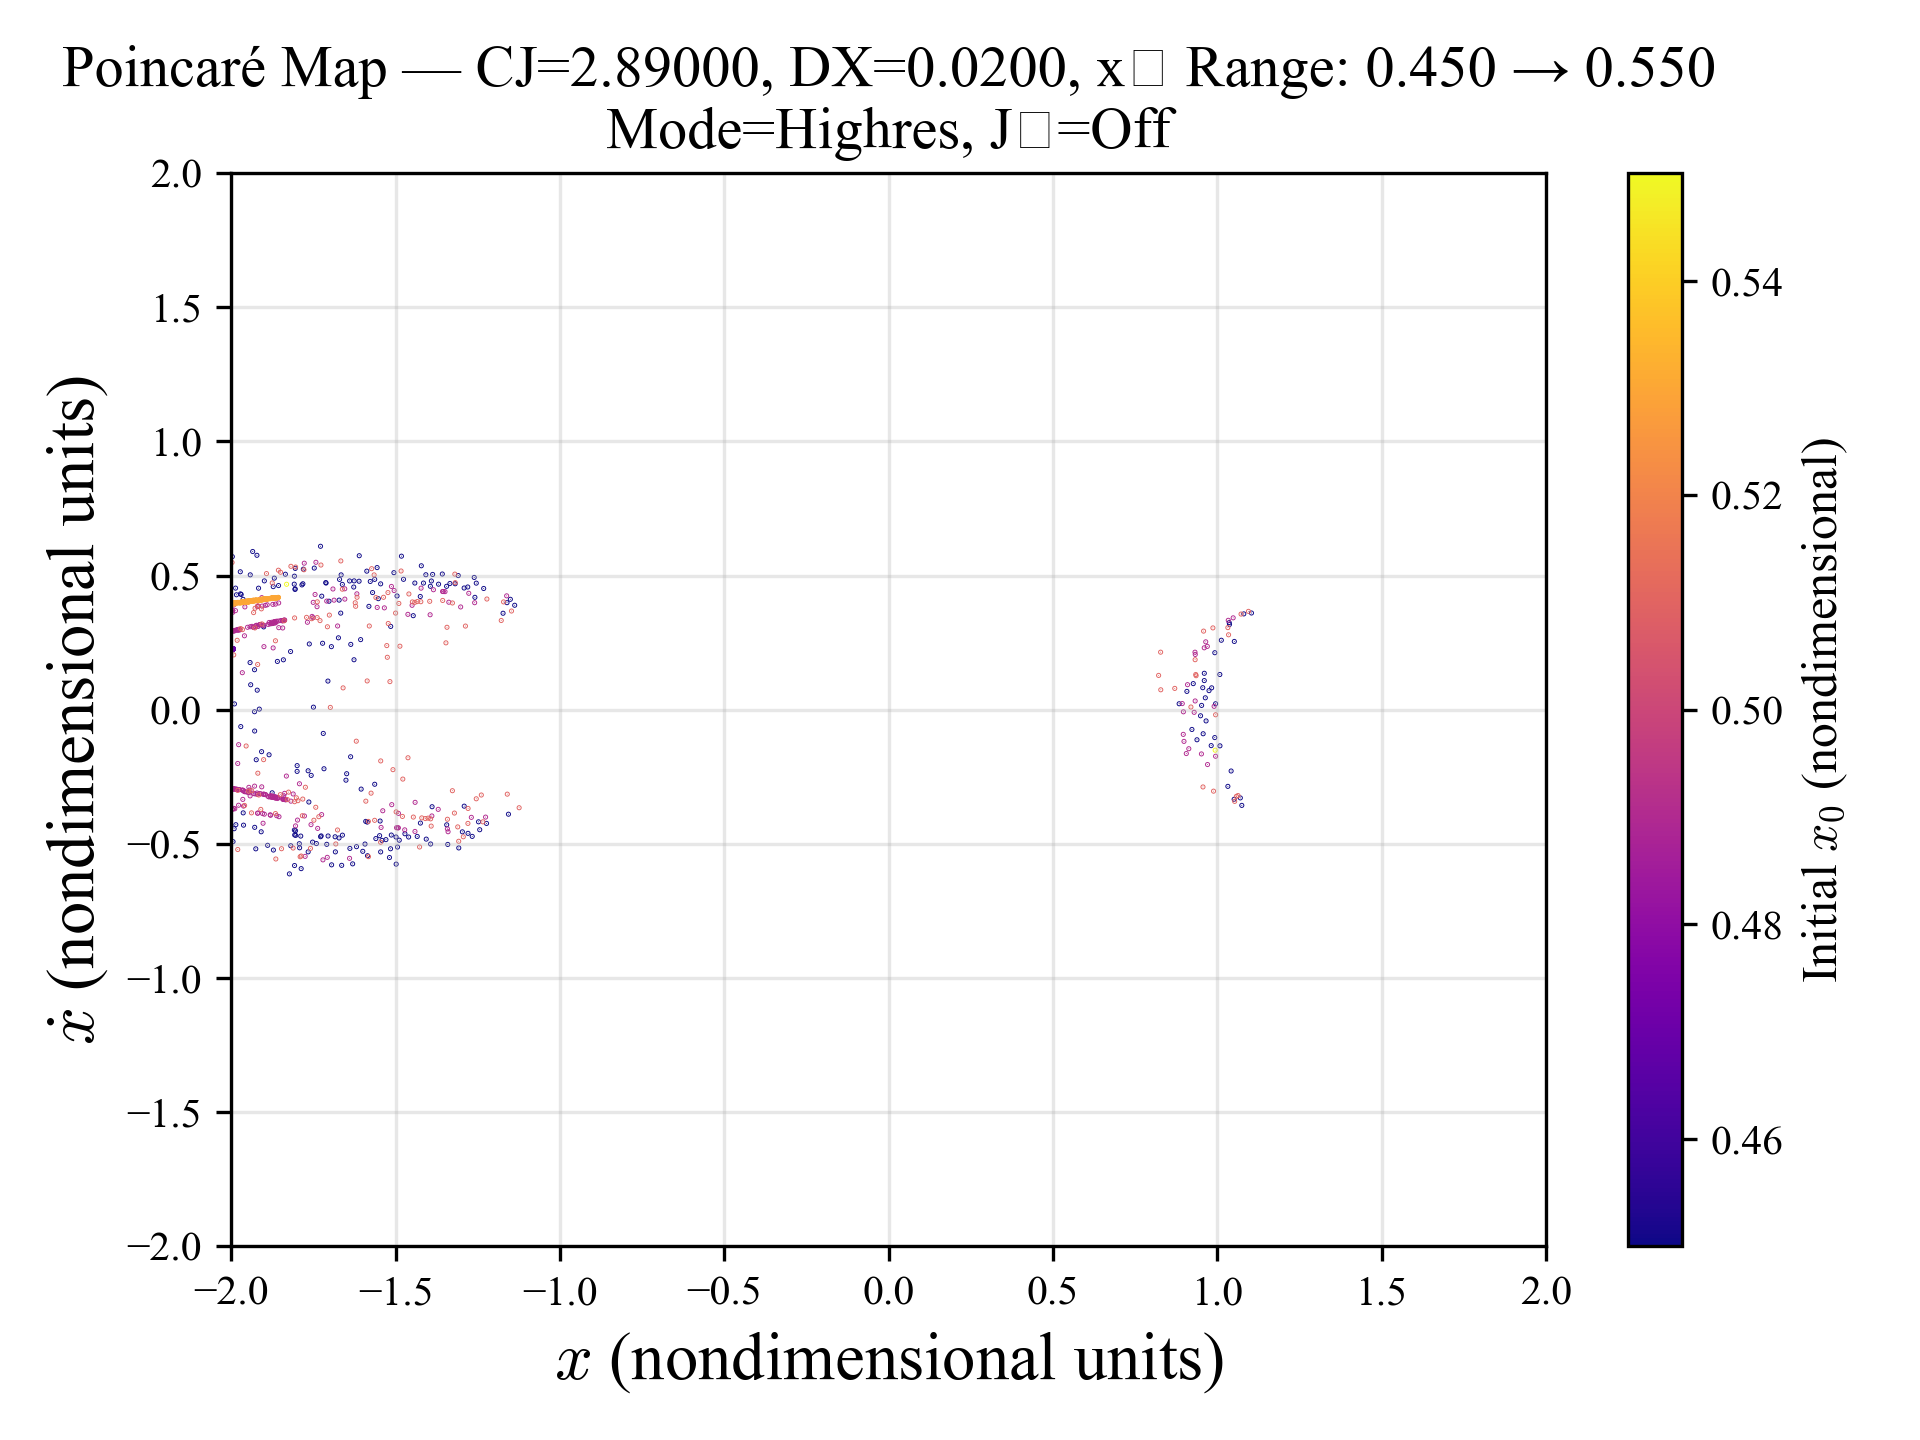 Poincaré Map — CJ=2.89000, DX=0.0200, x□ Range: 0.450 → 0.550
Mode=Highres, J□=Off
2.0
1.5
1.0
0.5
0.0
−0.5
−1.0
−1.5
−2.0
ẋ (nondimensional units)
−2.0 −1.5 −1.0 −0.5 0.0 0.5 1.0 1.5 2.0
x (nondimensional units)
0.54
0.52
0.50
0.48
0.46
Initial x₀ (nondimensional)